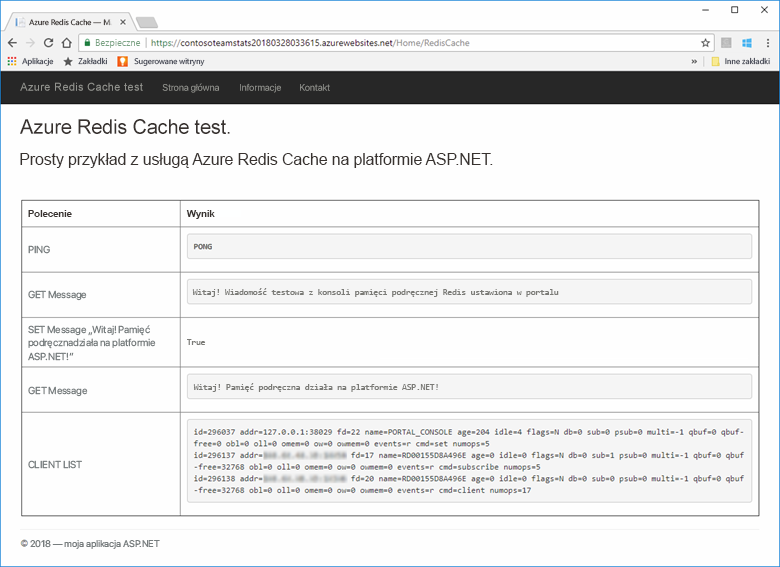 Azure Redis Cache — M
Bezpieczne https://contosoteamstats20180328033615.azurewebsites.net/Home/RedisCache
Aplikacje Zakładki Sugerowane witryny » Inne zakładki
Azure Redis Cache test Strona główna Informacje Kontakt
Azure Redis Cache test.
Prosty przykład z usługą Azure Redis Cache na platformie ASP.NET.
Polecenie Wynik
PING PONG
GET Message Witaj! Wiadomość testowa z konsoli pamięci podręcznej Redis ustawiona w portalu
SET Message „Witaj! Pamięć
podręcznadziała na platformie
ASP.NET!”
True
GET Message Witaj! Pamięć podręczna działa na platformie ASP.NET!
CLIENT LIST
id=296037 addr=127.0.0.1:38029 fd=22 name=PORTAL_CONSOLE age=204 idle=4 flags=N db=0 sub=0 psub=0 multi=-1 qbuf=0 qbuf-
free=0 obl=0 oll=0 omem=0 ow=0 owmem=0 events=r cmd=set numops=5
id=296137 addr= fd=17 name=RD00155D8A496E age=0 idle=0 flags=N db=0 sub=1 psub=0 multi=-1 qbuf=0 qbuf
-free=32768 obl=0 oll=0 omem=0 ow=0 owmem=0 events=r cmd=subscribe numops=5
id=296138 addr= fd=20 name=RD00155D8A496E age=0 idle=0 flags=N db=0 sub=0 psub=0 multi=-1 qbuf=0 qbuf
-free=32768 obl=0 oll=0 omem=0 ow=0 owmem=0 events=r cmd=client numops=17
© 2018 — moja aplikacja ASP.NET